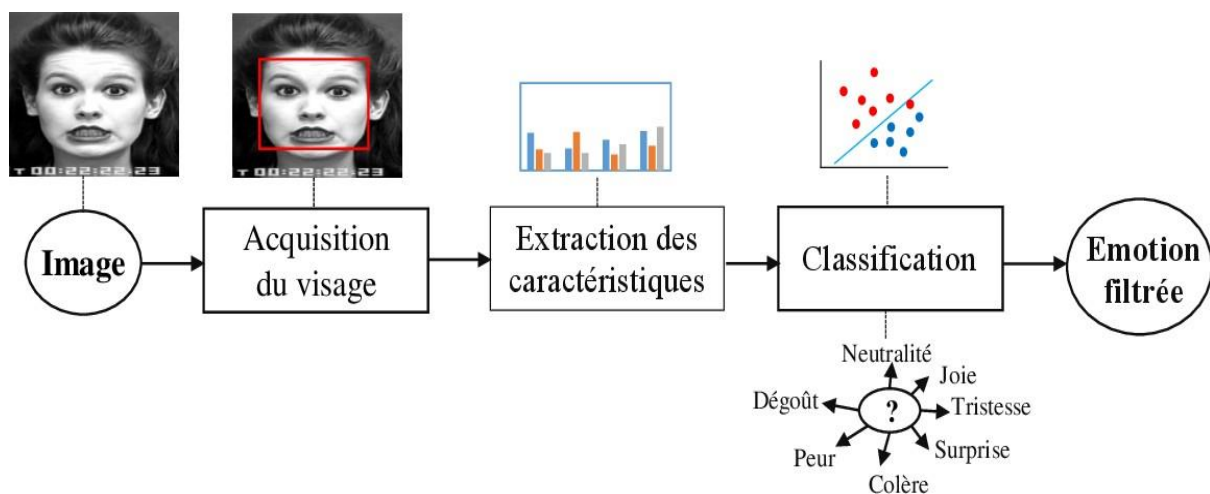 T 00:22:22.23
T 00:22:22.23
Image
Acquisition
du visage
Extraction des
caractéristiques
Classification
Emotion
filtrée
Neutralité
Joie
Dégoût
?
Tristesse
Peur
Surprise
Colère